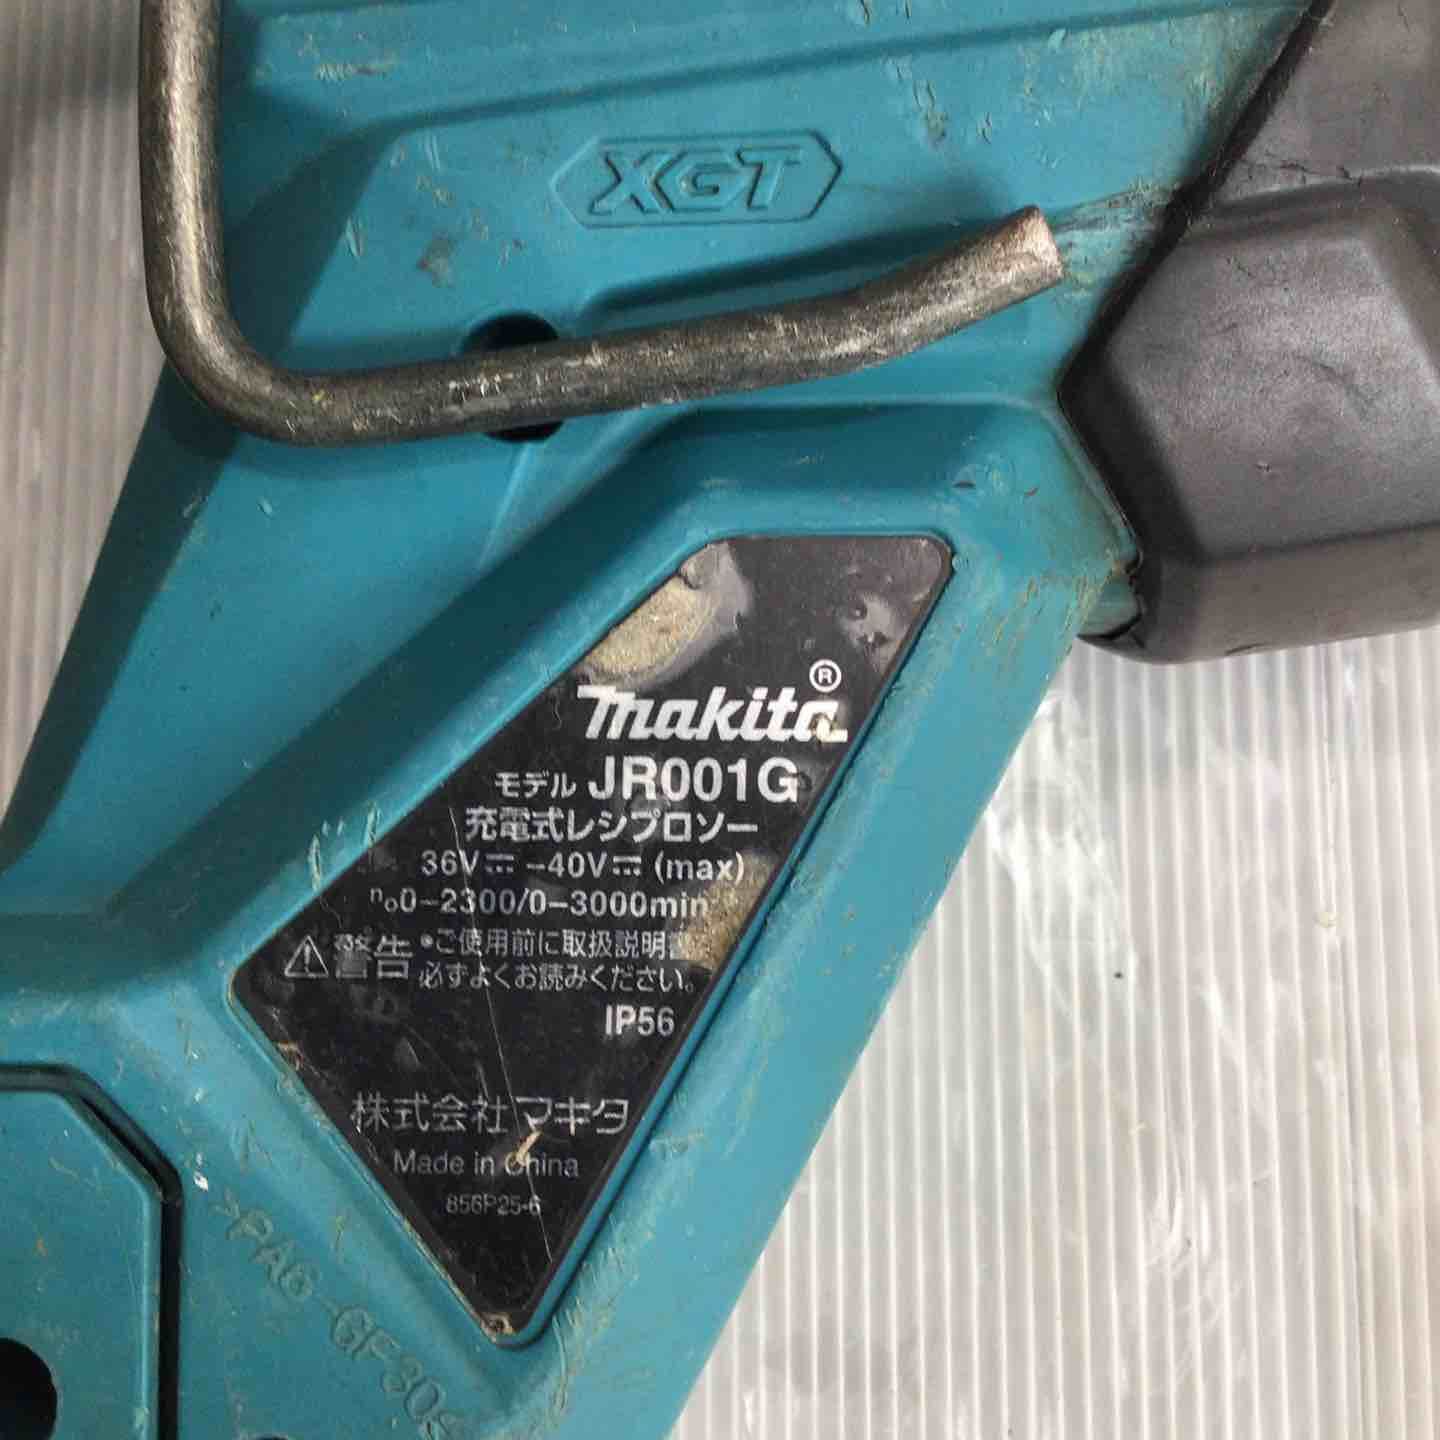 XGT
makita®
モデル JR001G
充電式レシプロソー
36V⎓ -40V⎓ (max)
n₀0-2300/0-3000min
⚠警告 •ご使用前に取扱説明書
必ずよくお読みください。
IP56
株式会社マキタ
Made in China
856P25-6
>PA6-GF30<